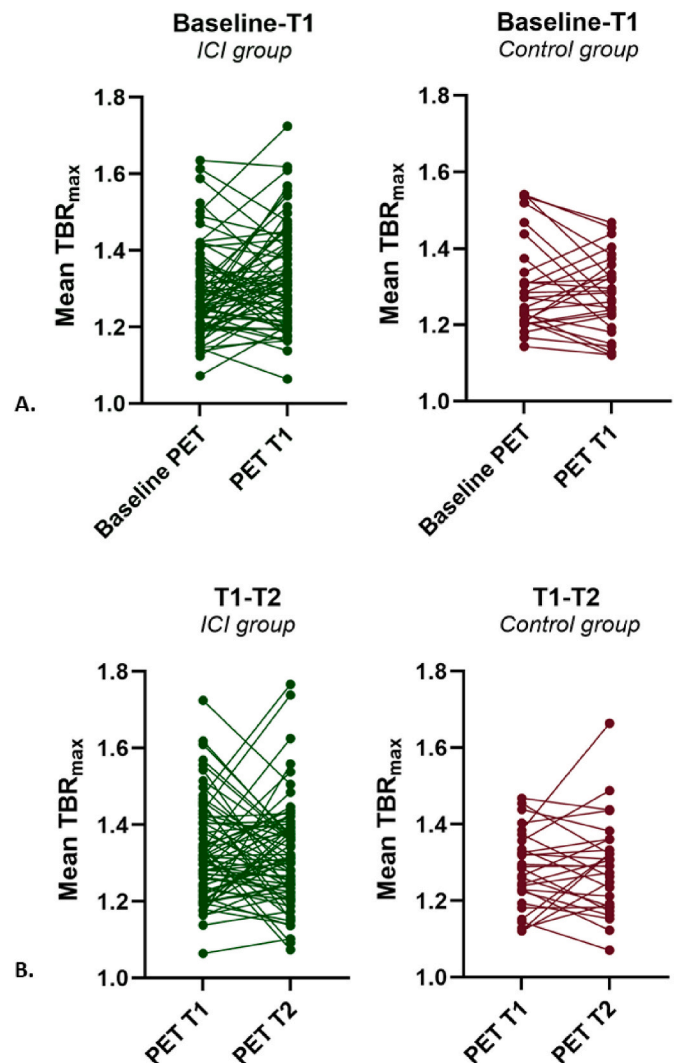 Baseline-T1
ICI group
Mean TBRmax
1.8
1.6
1.4
1.2
1.0
Baseline PET
PET T1
Baseline-T1
Control group
Mean TBRmax
1.8
1.6
1.4
1.2
1.0
Baseline PET
PET T1
A.
T1-T2
ICI group
Mean TBRmax
1.8
1.6
1.4
1.2
1.0
PET T1
PET T2
T1-T2
Control group
Mean TBRmax
1.8
1.6
1.4
1.2
1.0
PET T1
PET T2
B.